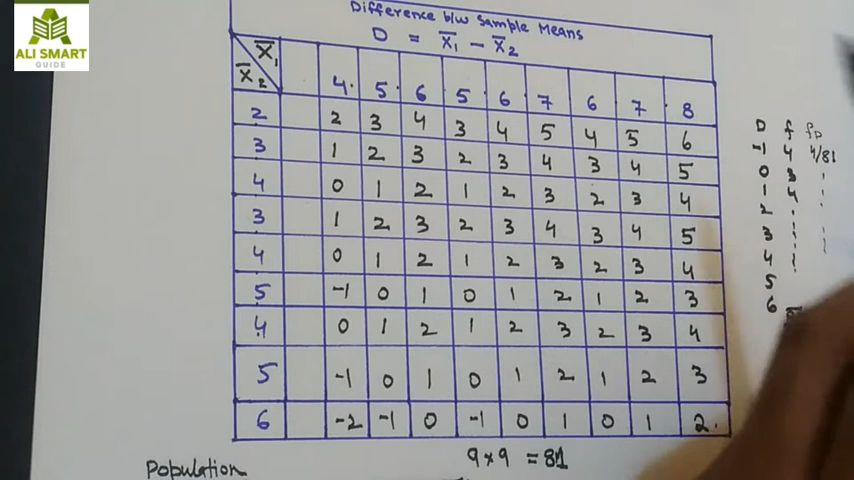 ALI SMART
GUIDE
Difference b/w Sample Means
D = X̄₁ - X̄₂
X̄₁
X̄₂
4 5 6 5 6 7 6 7 8
2 2 3 4 3 4 5 4 5 6
3 1 2 3 2 3 4 3 4 5
4 0 1 2 1 2 3 2 3 4
3 1 2 3 2 3 4 3 4 5
4 0 1 2 1 2 3 2 3 4
5 -1 0 1 0 1 2 1 2 3
4 0 1 2 1 2 3 2 3 4
5 -1 0 1 0 1 2 1 2 3
6 -2 -1 0 -1 0 1 0 1 2
9×9 = 81
Population
D f
-1 4 4/81
0
1 4
2
3
4
5
6